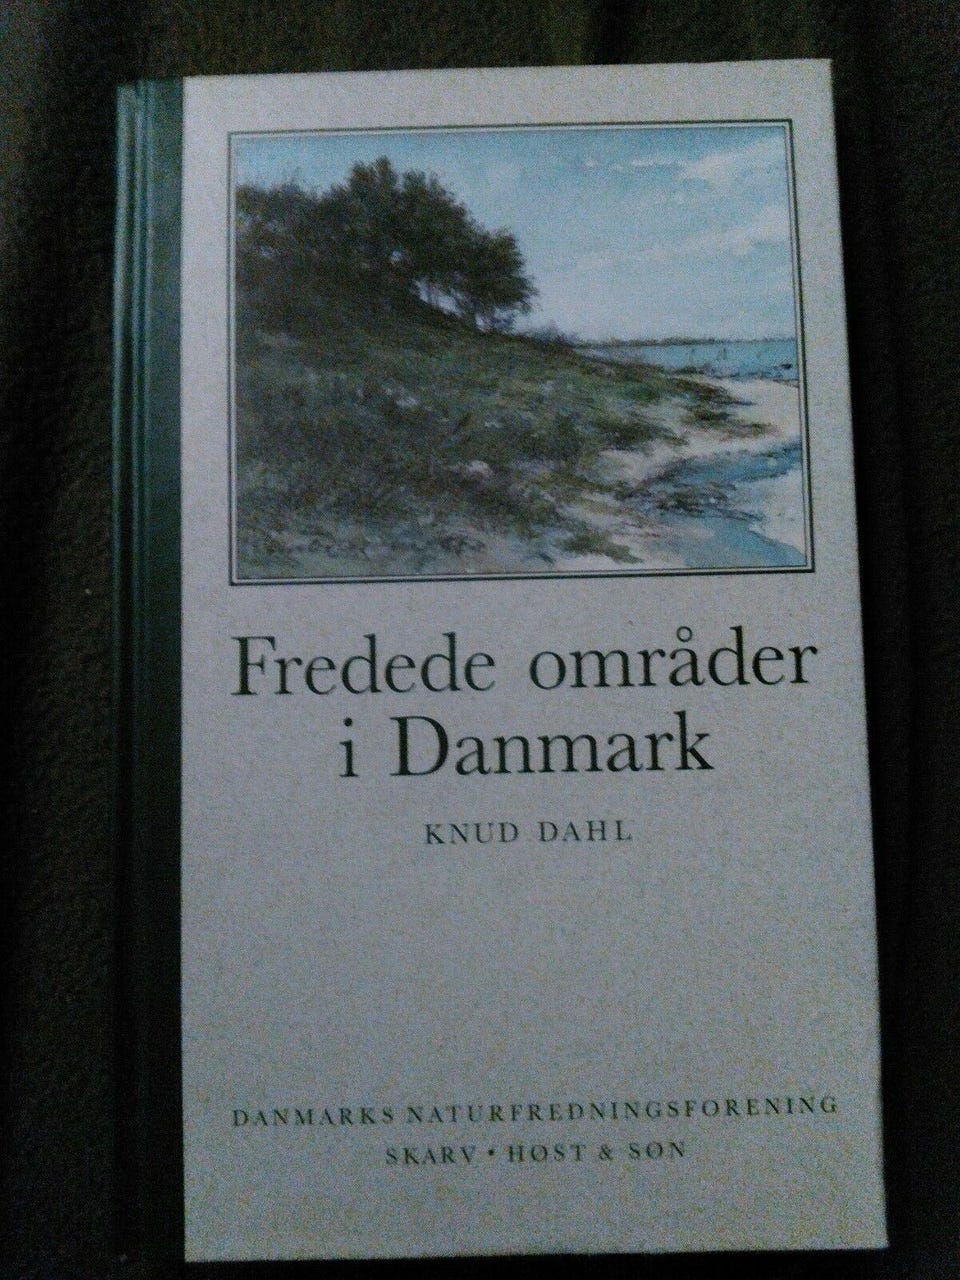 Fredede områder
i Danmark
KNUD DAHL
DANMARKS NATURFREDNINGSFORENING
SKARV • HØST & SØN